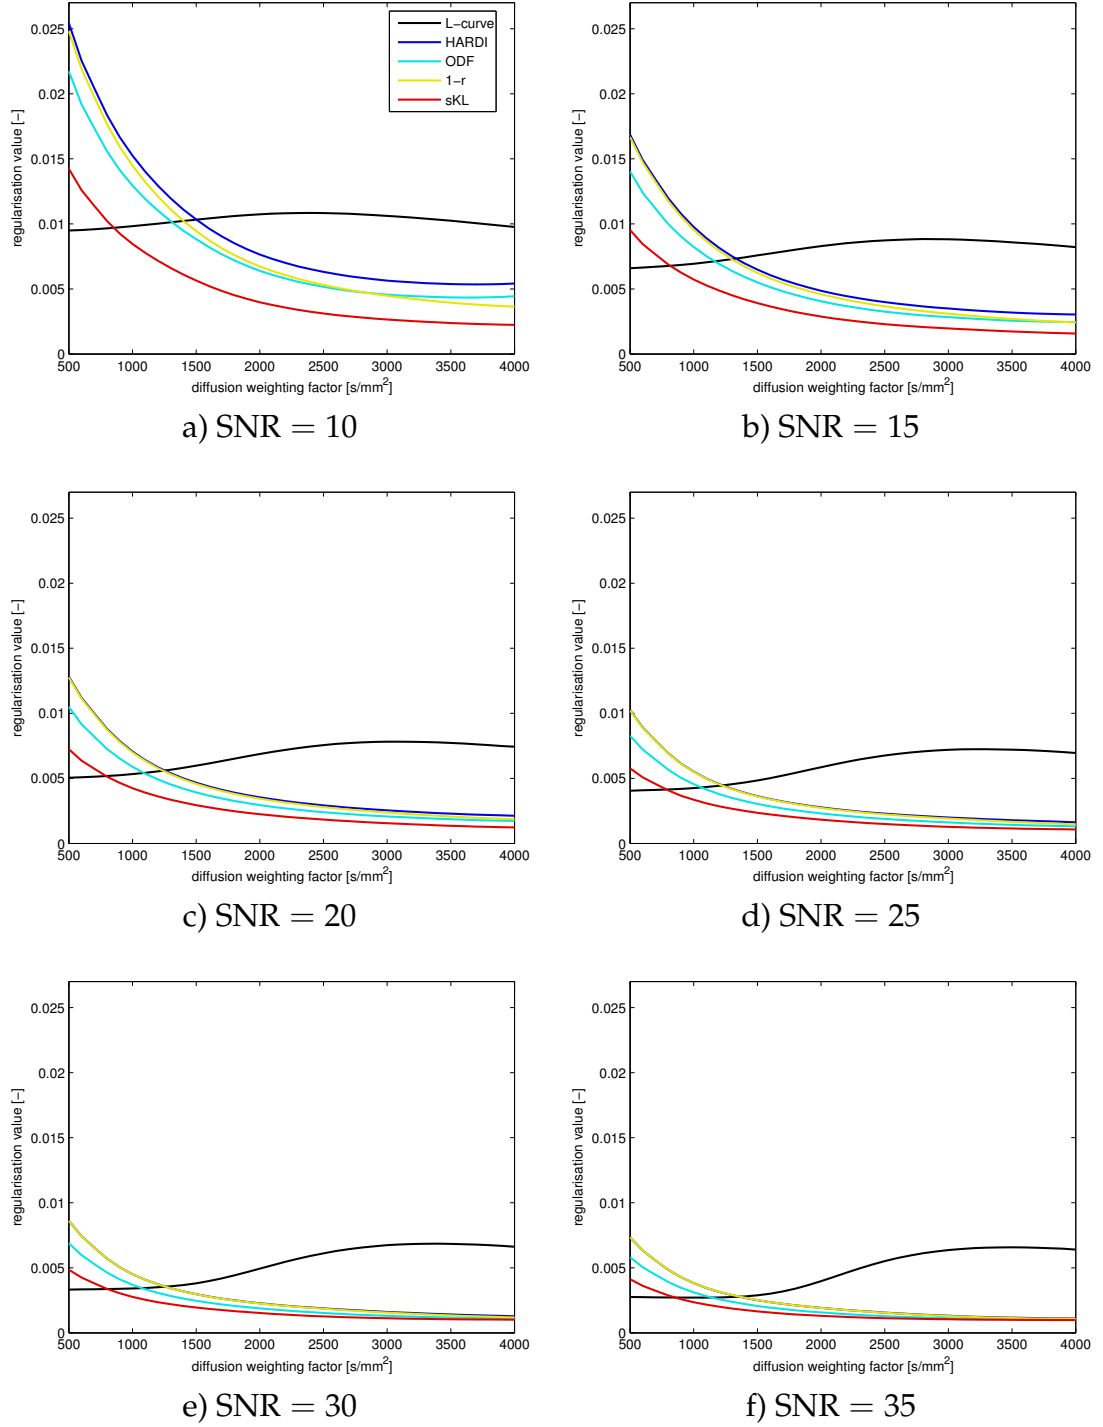 0.025
0.02
0.015
0.01
0.005
0
regularisation value [−]
L−curve
HARDI
ODF
1−r
sKL
500 1000 1500 2000 2500 3000 3500 4000
diffusion weighting factor [s/mm²]
a) SNR = 10
0.025
0.02
0.015
0.01
0.005
0
regularisation value [−]
500 1000 1500 2000 2500 3000 3500 4000
diffusion weighting factor [s/mm²]
b) SNR = 15
0.025
0.02
0.015
0.01
0.005
0
regularisation value [−]
500 1000 1500 2000 2500 3000 3500 4000
diffusion weighting factor [s/mm²]
c) SNR = 20
0.025
0.02
0.015
0.01
0.005
0
regularisation value [−]
500 1000 1500 2000 2500 3000 3500 4000
diffusion weighting factor [s/mm²]
d) SNR = 25
0.025
0.02
0.015
0.01
0.005
0
regularisation value [−]
500 1000 1500 2000 2500 3000 3500 4000
diffusion weighting factor [s/mm²]
e) SNR = 30
0.025
0.02
0.015
0.01
0.005
0
regularisation value [−]
500 1000 1500 2000 2500 3000 3500 4000
diffusion weighting factor [s/mm²]
f) SNR = 35